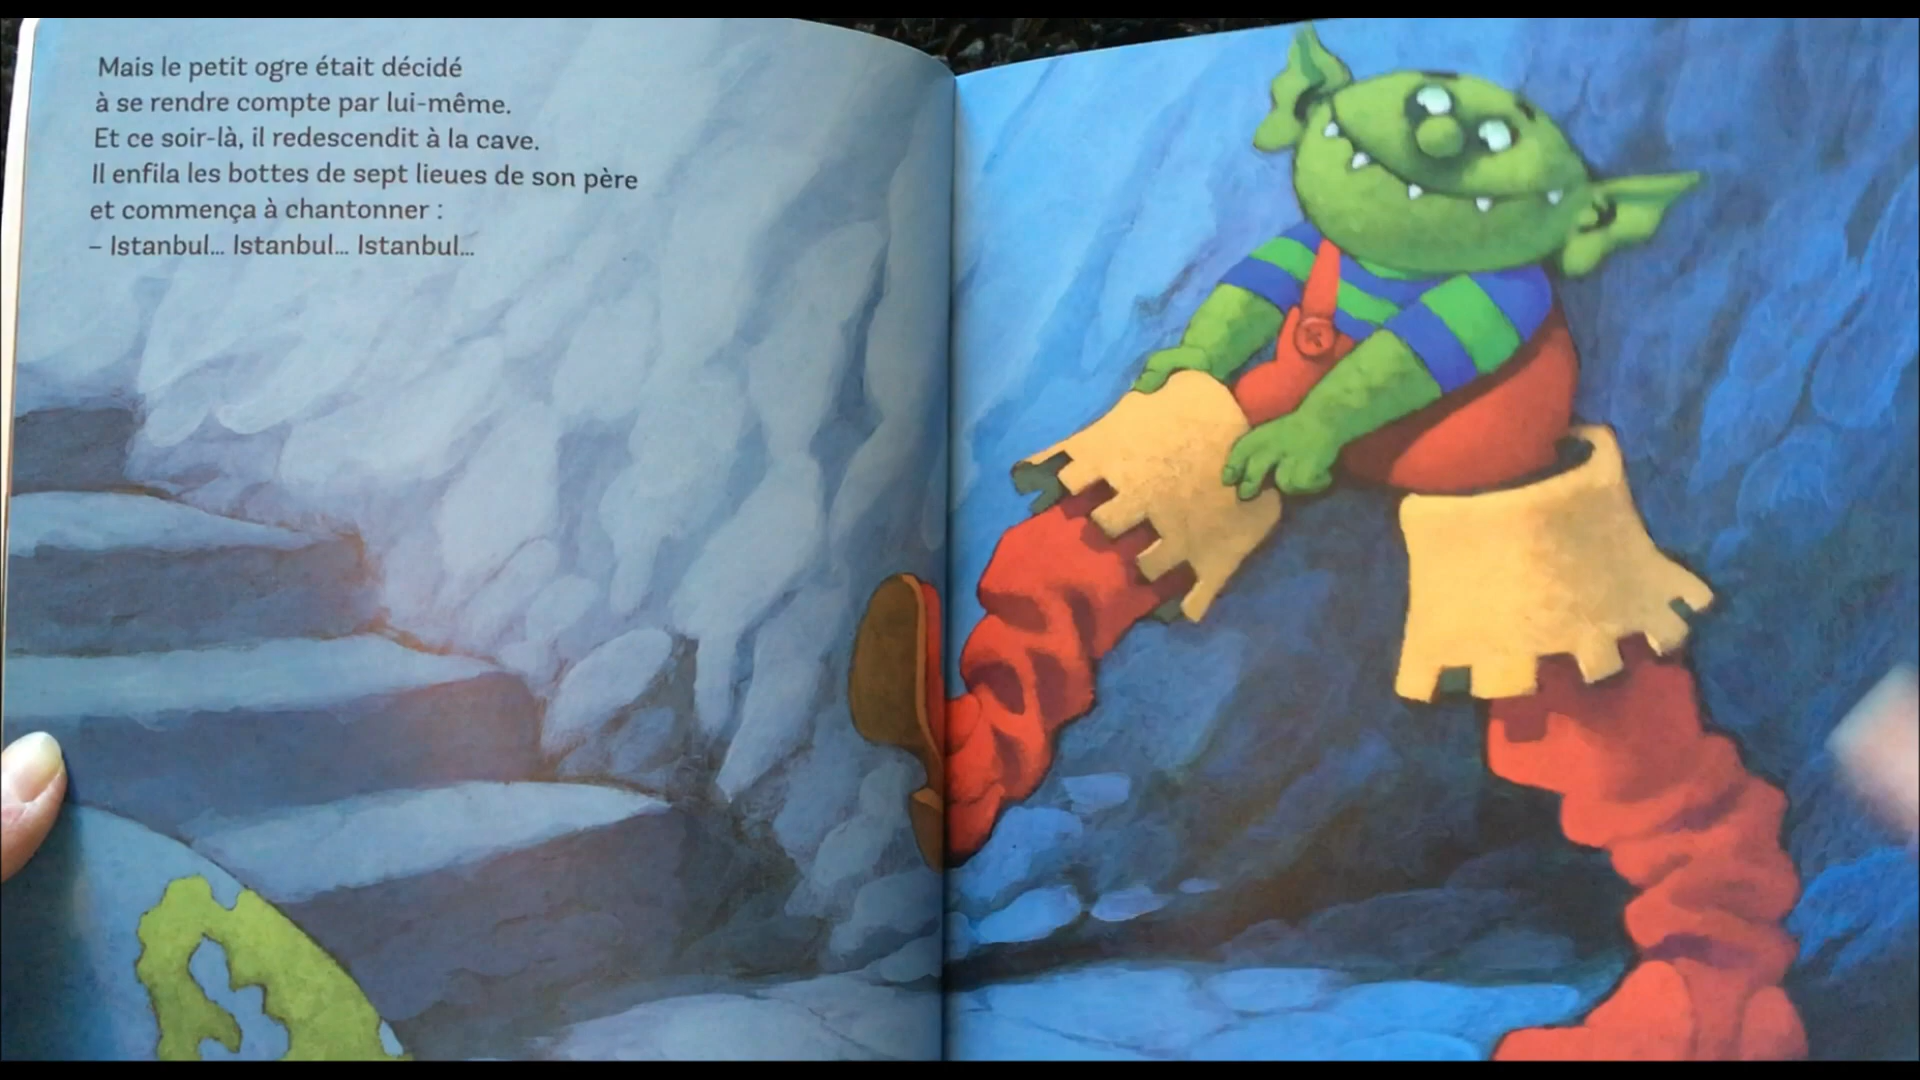 Mais le petit ogre était décidé
à se rendre compte par lui-même.
Et ce soir-là, il redescendit à la cave.
Il enfila les bottes de sept lieues de son père
et commença à chantonner :
– Istanbul... Istanbul... Istanbul...